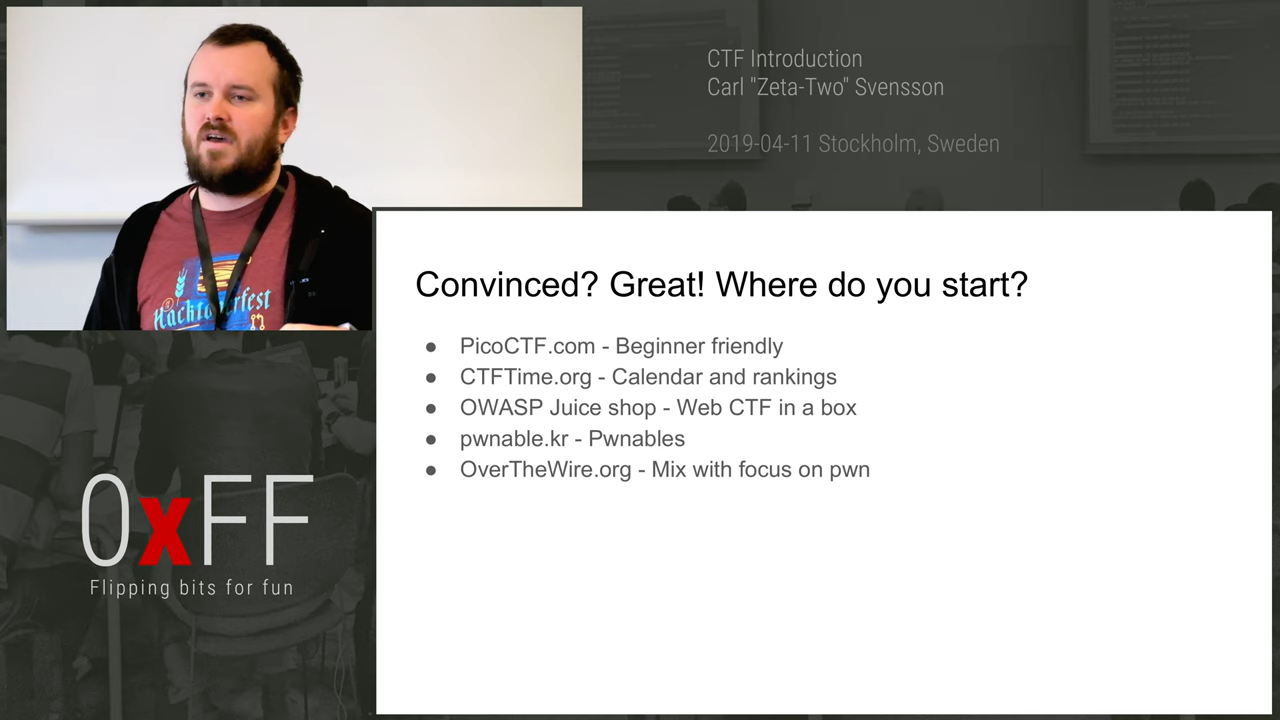 CTF Introduction
Carl "Zeta-Two" Svensson
2019-04-11 Stockholm, Sweden
Convinced? Great! Where do you start?
● PicoCTF.com - Beginner friendly
● CTFTime.org - Calendar and rankings
● OWASP Juice shop - Web CTF in a box
● pwnable.kr - Pwnables
● OverTheWire.org - Mix with focus on pwn
0xFF
Flipping bits for fun